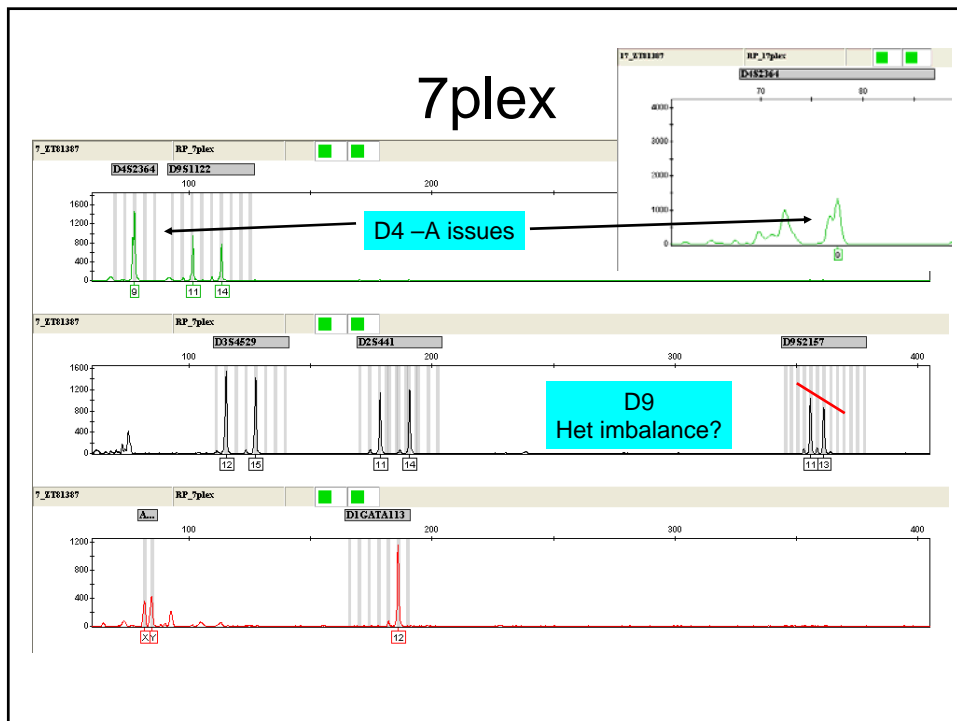 7plex
17_ZT81387 RP_17plex
D4S2364
70 80
4000
3000
2000
1000
0
9
7_ZT81387 RP_7plex
D4S2364 D9S1122
100 200
1600
1200
800
400
0
9 11 14
D4 –A issues
7_ZT81387 RP_7plex
D3S4529 D2S441 D9S2157
100 200 300 400
1600
1200
800
400
0
12 15 11 14 11 13
D9
Het imbalance?
7_ZT81387 RP_7plex
A... D1GATA113
100 200 300 400
1200
800
400
0
X Y 12